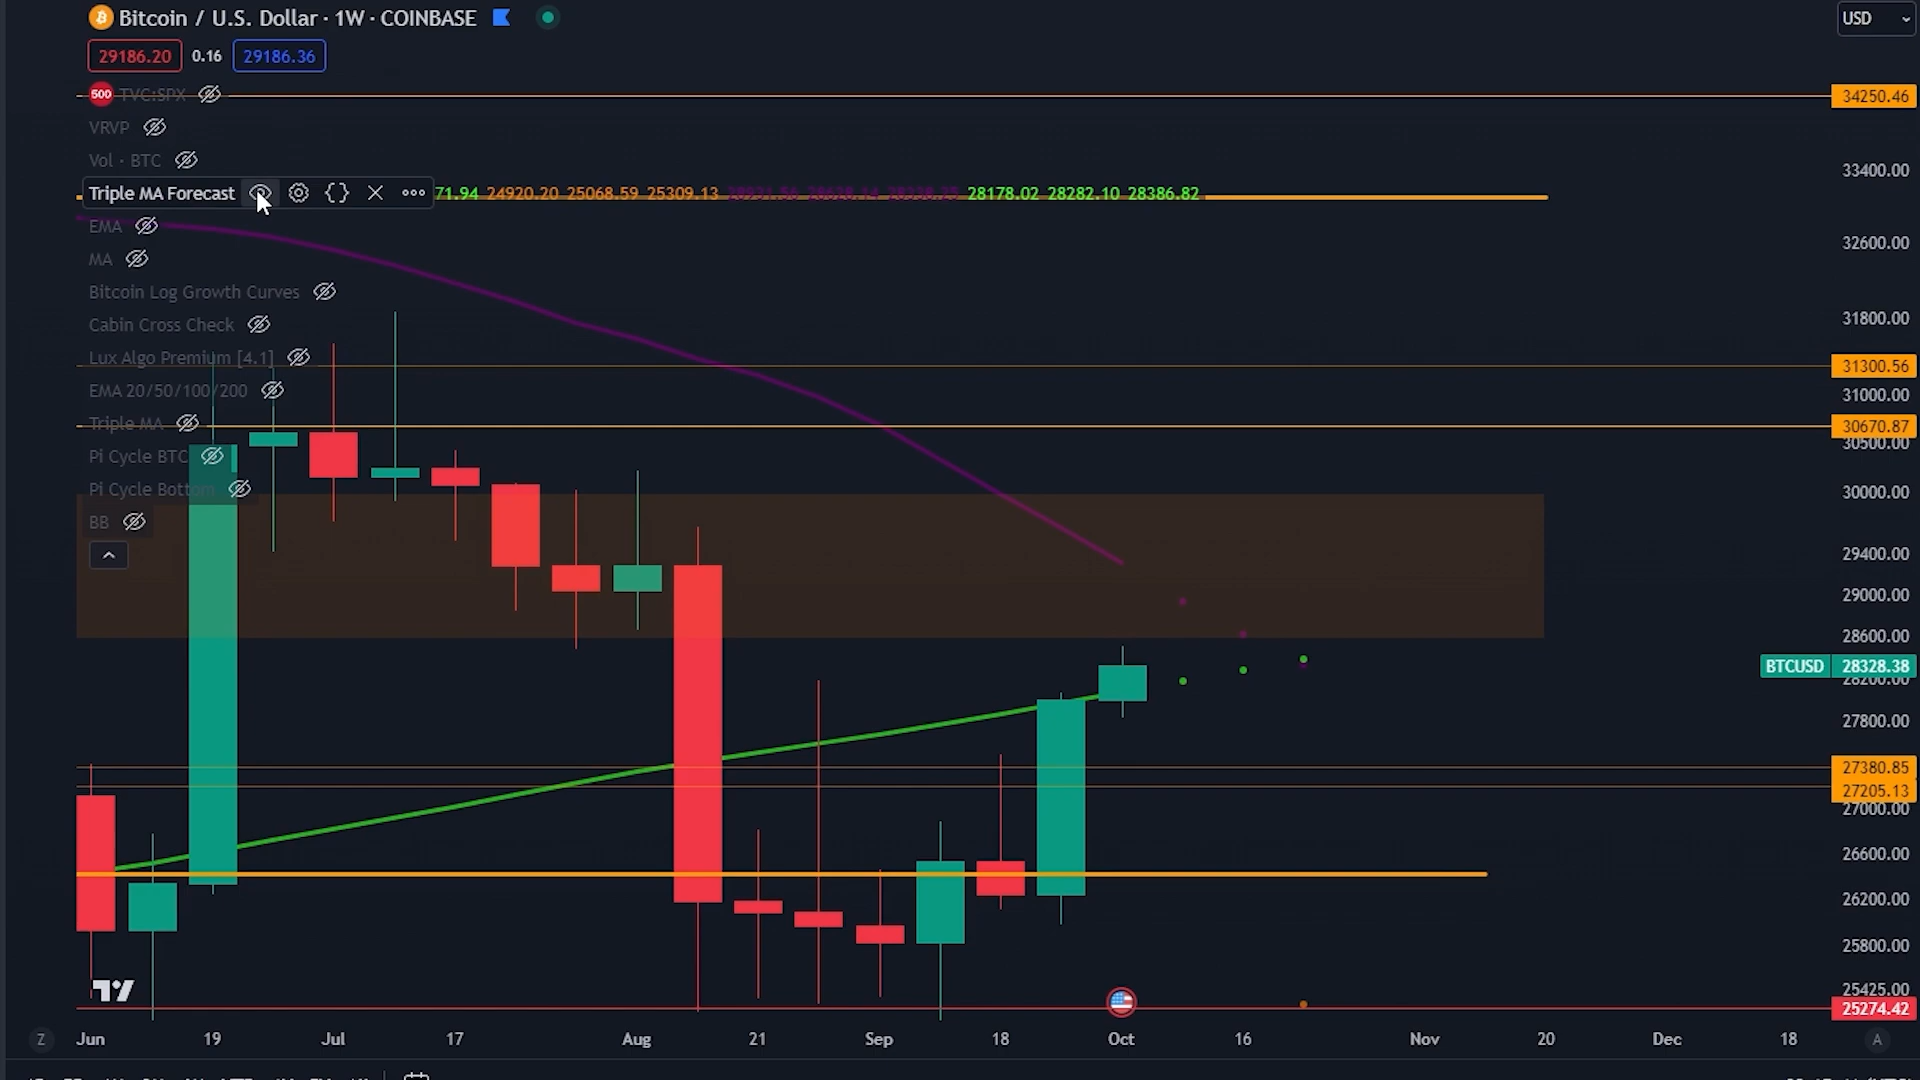 Bitcoin / U.S. Dollar · 1W · COINBASE
USD
29186.20 0.16 29186.36
500 TVC:SPX
34250.46
VRVP
Vol · BTC
33400.00
Triple MA Forecast 71.94 24920.20 25068.59 25309.13 28178.02 28282.10 28386.82
EMA
32600.00
MA
Bitcoin Log Growth Curves
31800.00
Cabin Cross Check
Lux Algo Premium [4.1]
31300.56
EMA 20/50/100/200
31000.00
Triple MA
30670.87
30500.00
Pi Cycle BTC
Pi Cycle Bottom
30000.00
BB
29400.00
29000.00
28600.00
BTCUSD 28328.38
28200.00
27800.00
27380.85
27205.13
27000.00
26600.00
26200.00
25800.00
25425.00
25274.42
Z Jun 19 Jul 17 Aug 21 Sep 18 Oct 16 Nov 20 Dec 18 A